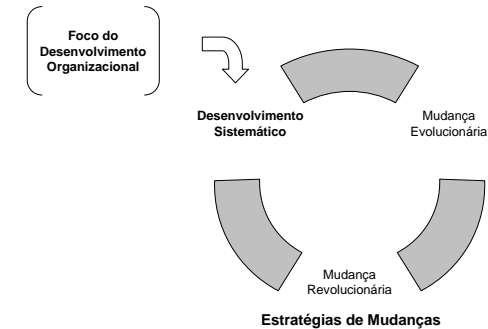 Foco do
Desenvolvimento
Organizacional
Desenvolvimento
Sistemático
Mudança
Evolucionária
Mudança
Revolucionária
Estratégias de Mudanças